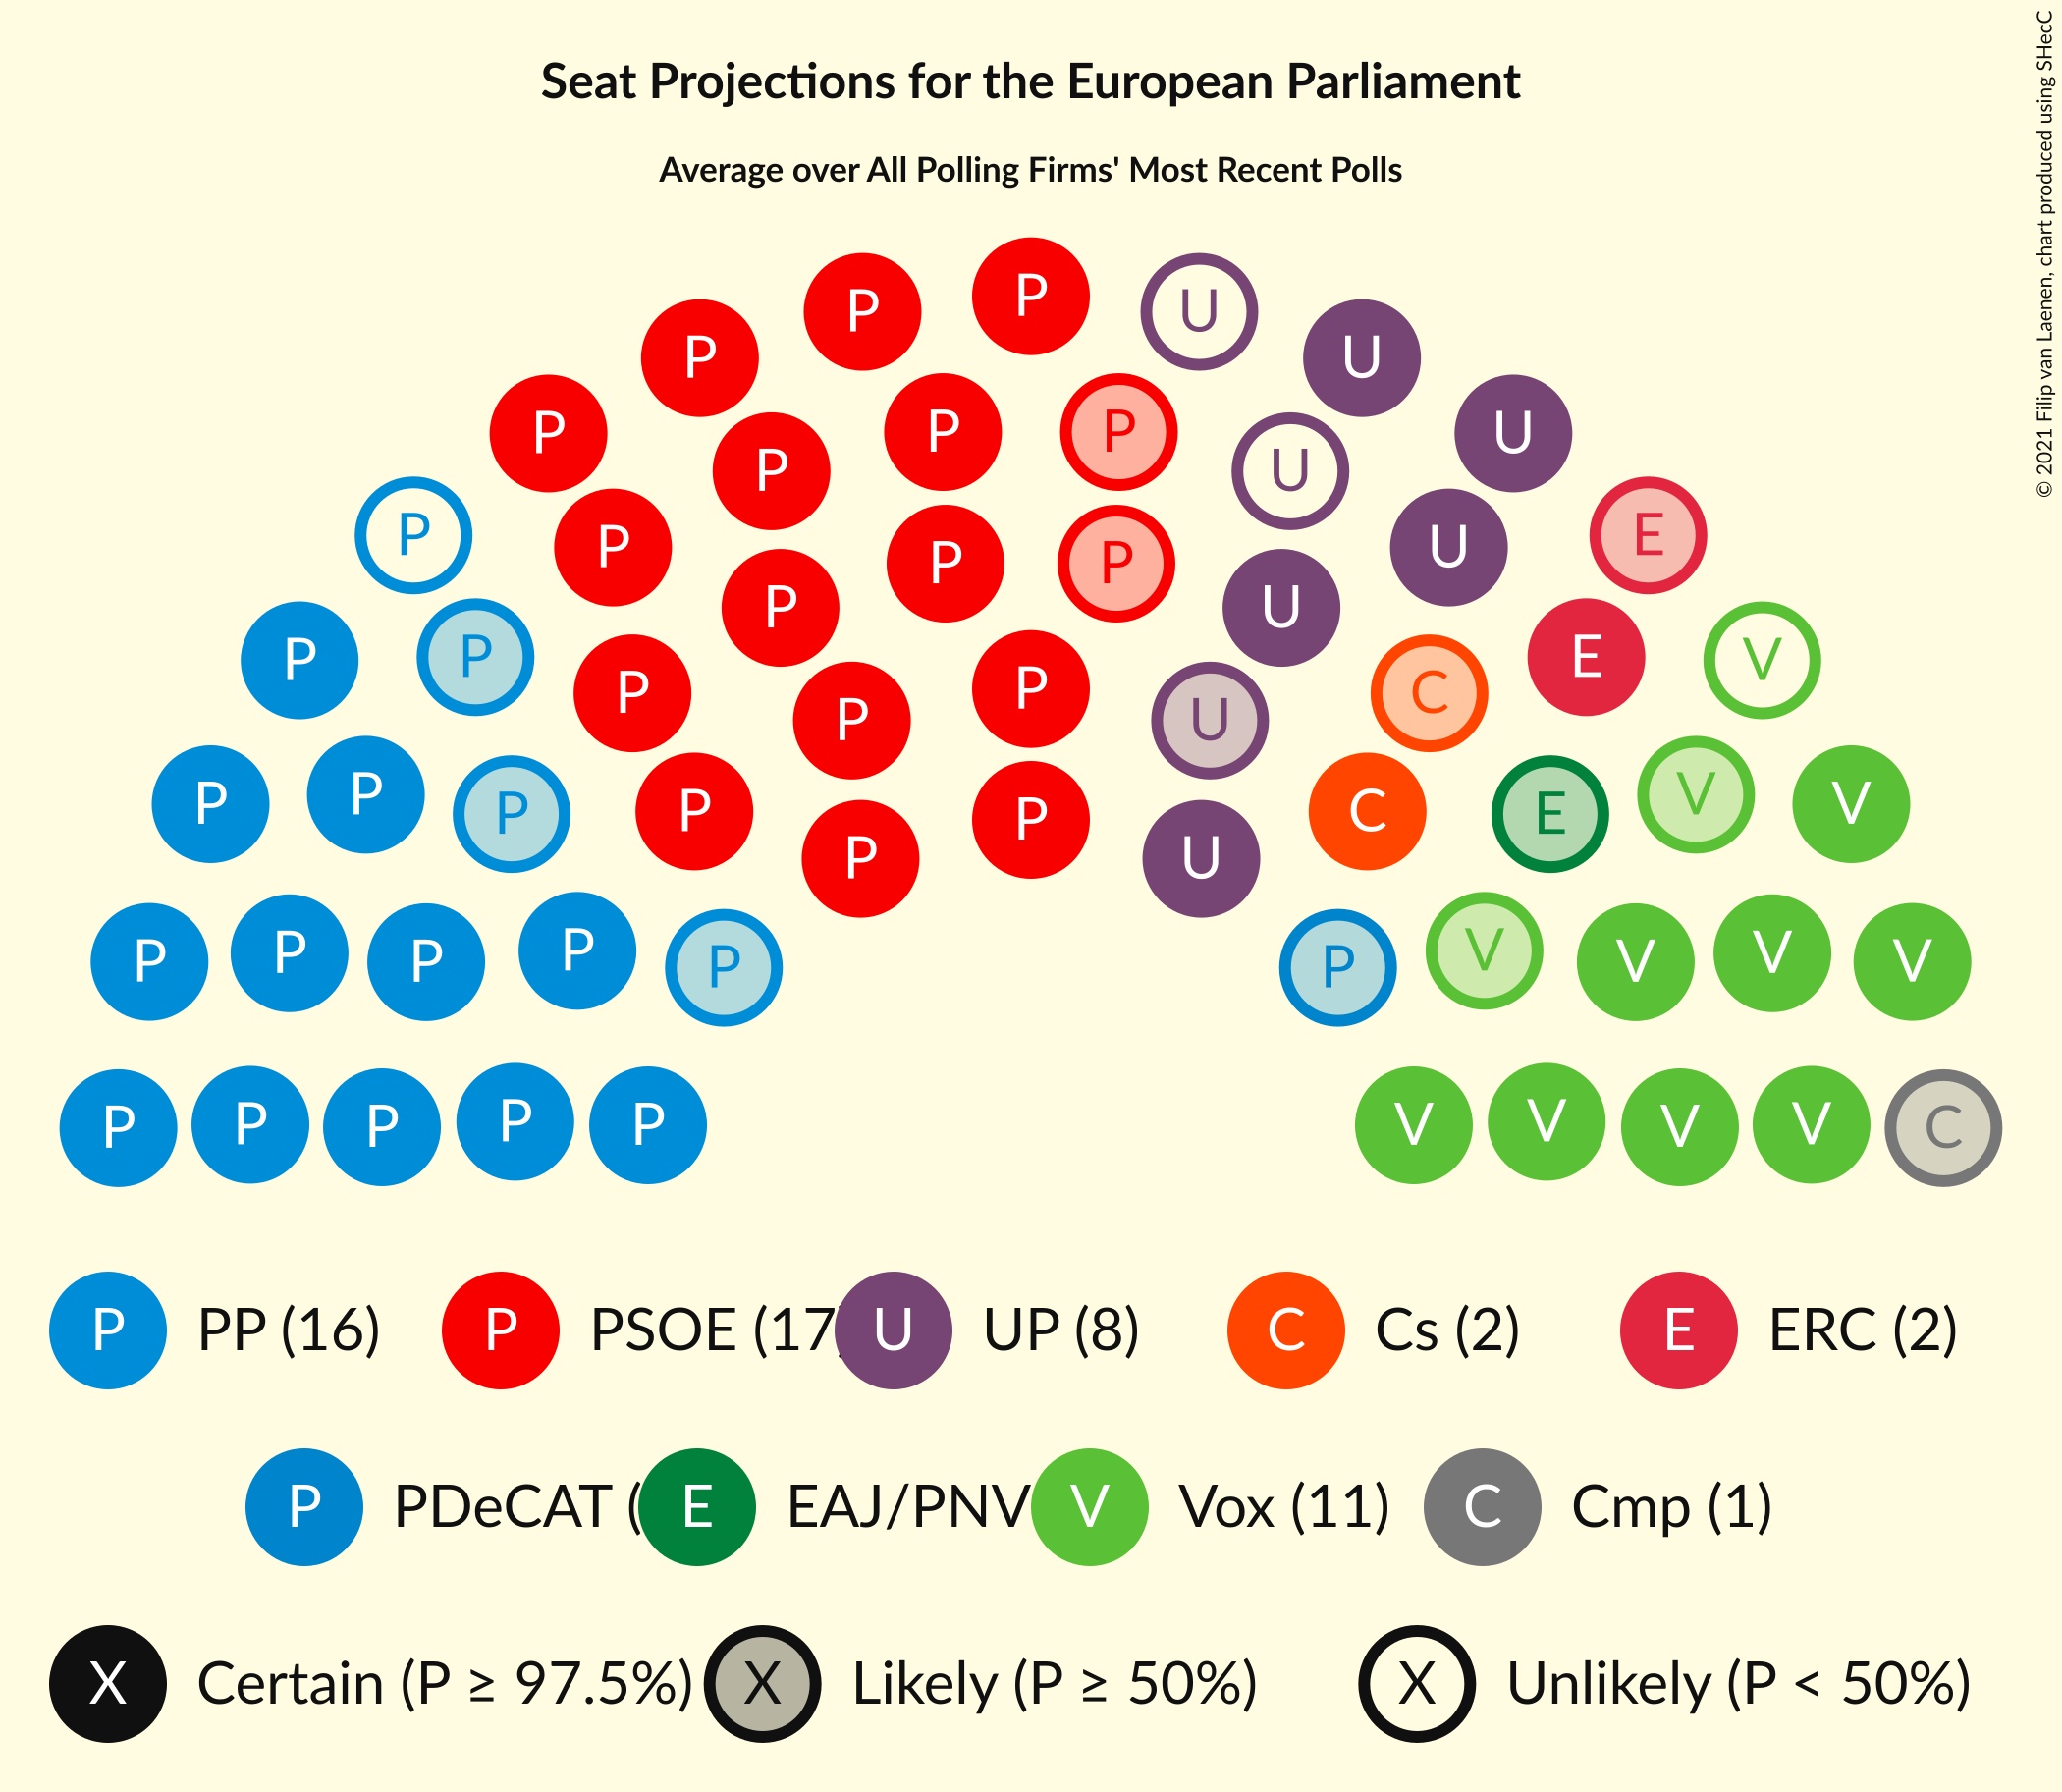 Seat Projections for the European Parliament
Average over All Polling Firms' Most Recent Polls
© 2021 Filip van Laenen, chart produced using SHecC
P
P U
P U
P P P U
P U
P E
P U
P P
P U
P P E V
P P C
P U
P P V V
P P P C E
P U
P P P P P P V V V V
P P P P P V V V V C
P PP (16) P PSOE (17 U UP (8) C Cs (2) E ERC (2)
P PDeCAT ( E EAJ/PNV V Vox (11) C Cmp (1)
X Certain (P ≥ 97.5%) X Likely (P ≥ 50%) X Unlikely (P < 50%)